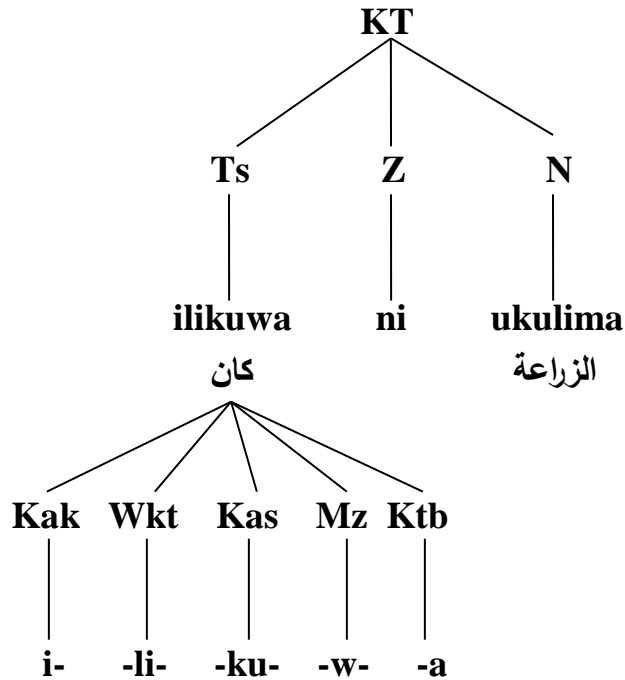 KT
Ts Z N
ilikuwa ni ukulima
كان الزراعة
Kak Wkt Kas Mz Ktb
i- -li- -ku- -w- -a